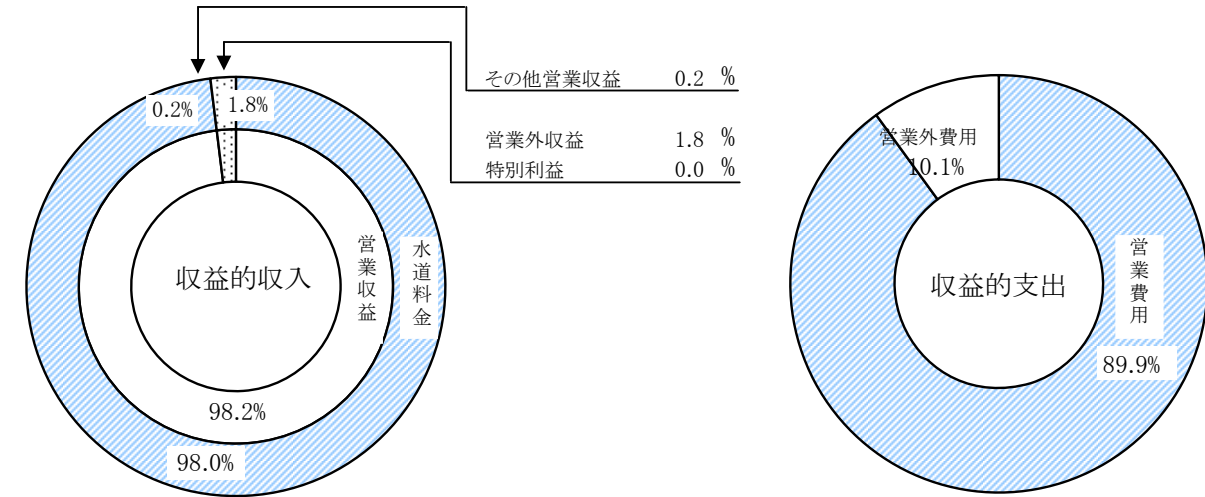 その他営業収益 0.2 %
0.2%
1.8%
営業外収益 1.8 %
特別利益 0.0 %
収益的収入
営業収益
水道料金
98.2%
98.0%
営業外費用
10.1%
収益的支出
営業費用
89.9%